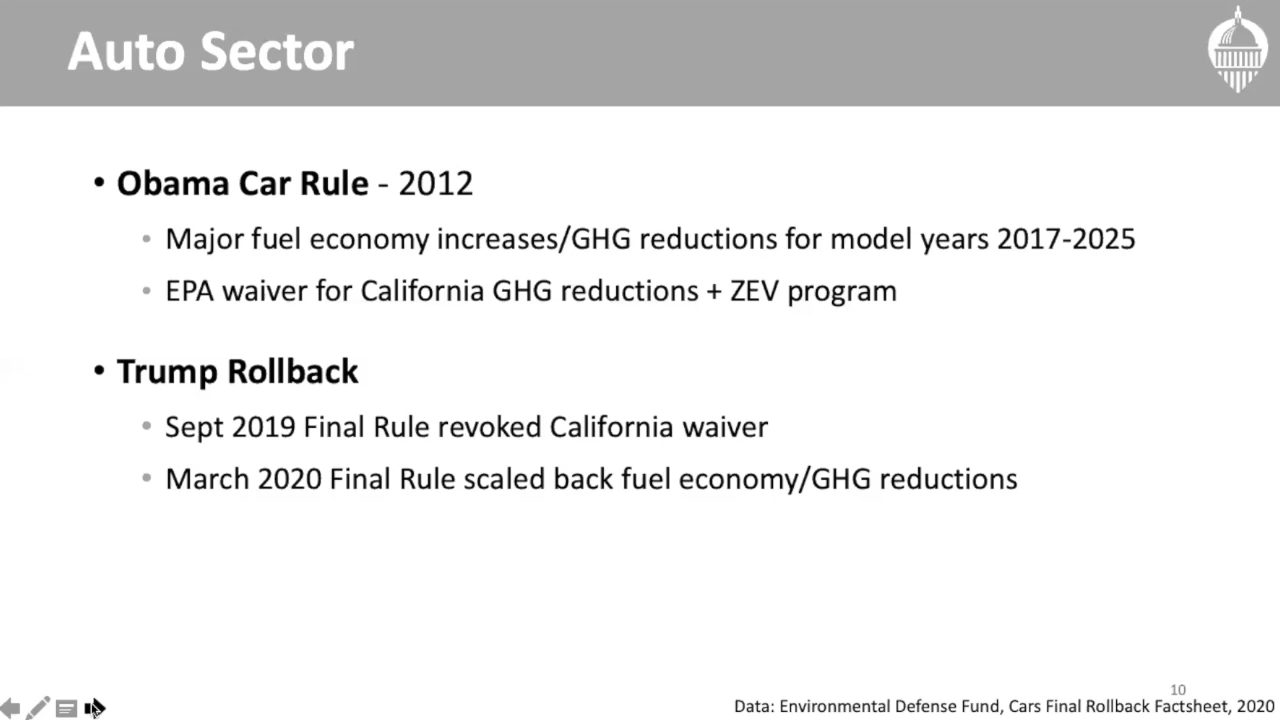 Auto Sector
• Obama Car Rule - 2012
• Major fuel economy increases/GHG reductions for model years 2017-2025
• EPA waiver for California GHG reductions + ZEV program
• Trump Rollback
• Sept 2019 Final Rule revoked California waiver
• March 2020 Final Rule scaled back fuel economy/GHG reductions
10
Data: Environmental Defense Fund, Cars Final Rollback Factsheet, 2020